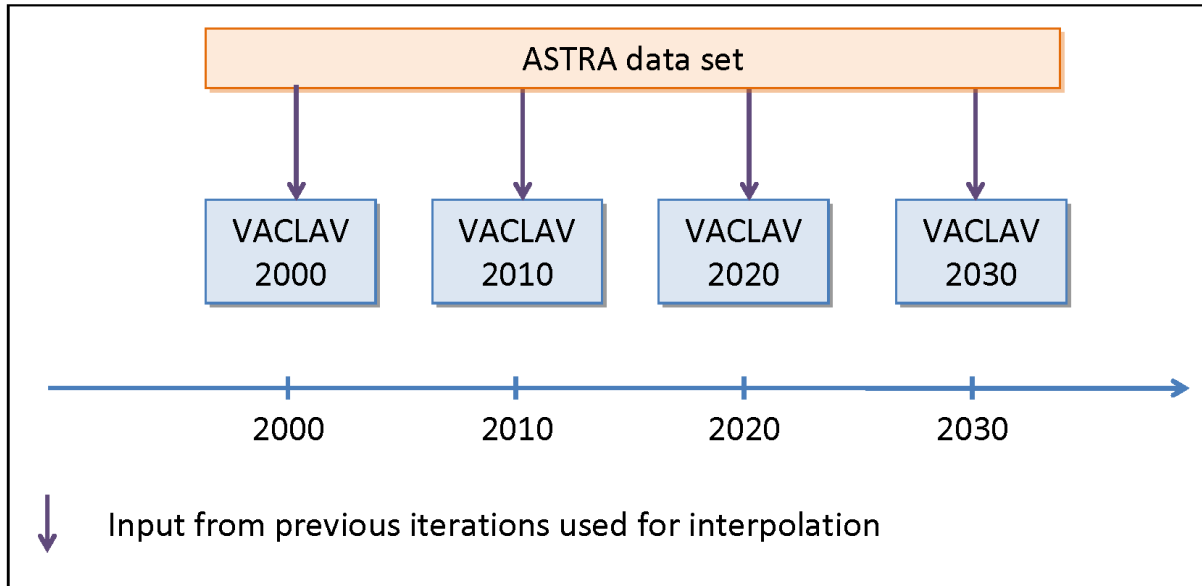 ASTRA data set
VACLAV 2000
VACLAV 2010
VACLAV 2020
VACLAV 2030
2000 2010 2020 2030
Input from previous iterations used for interpolation